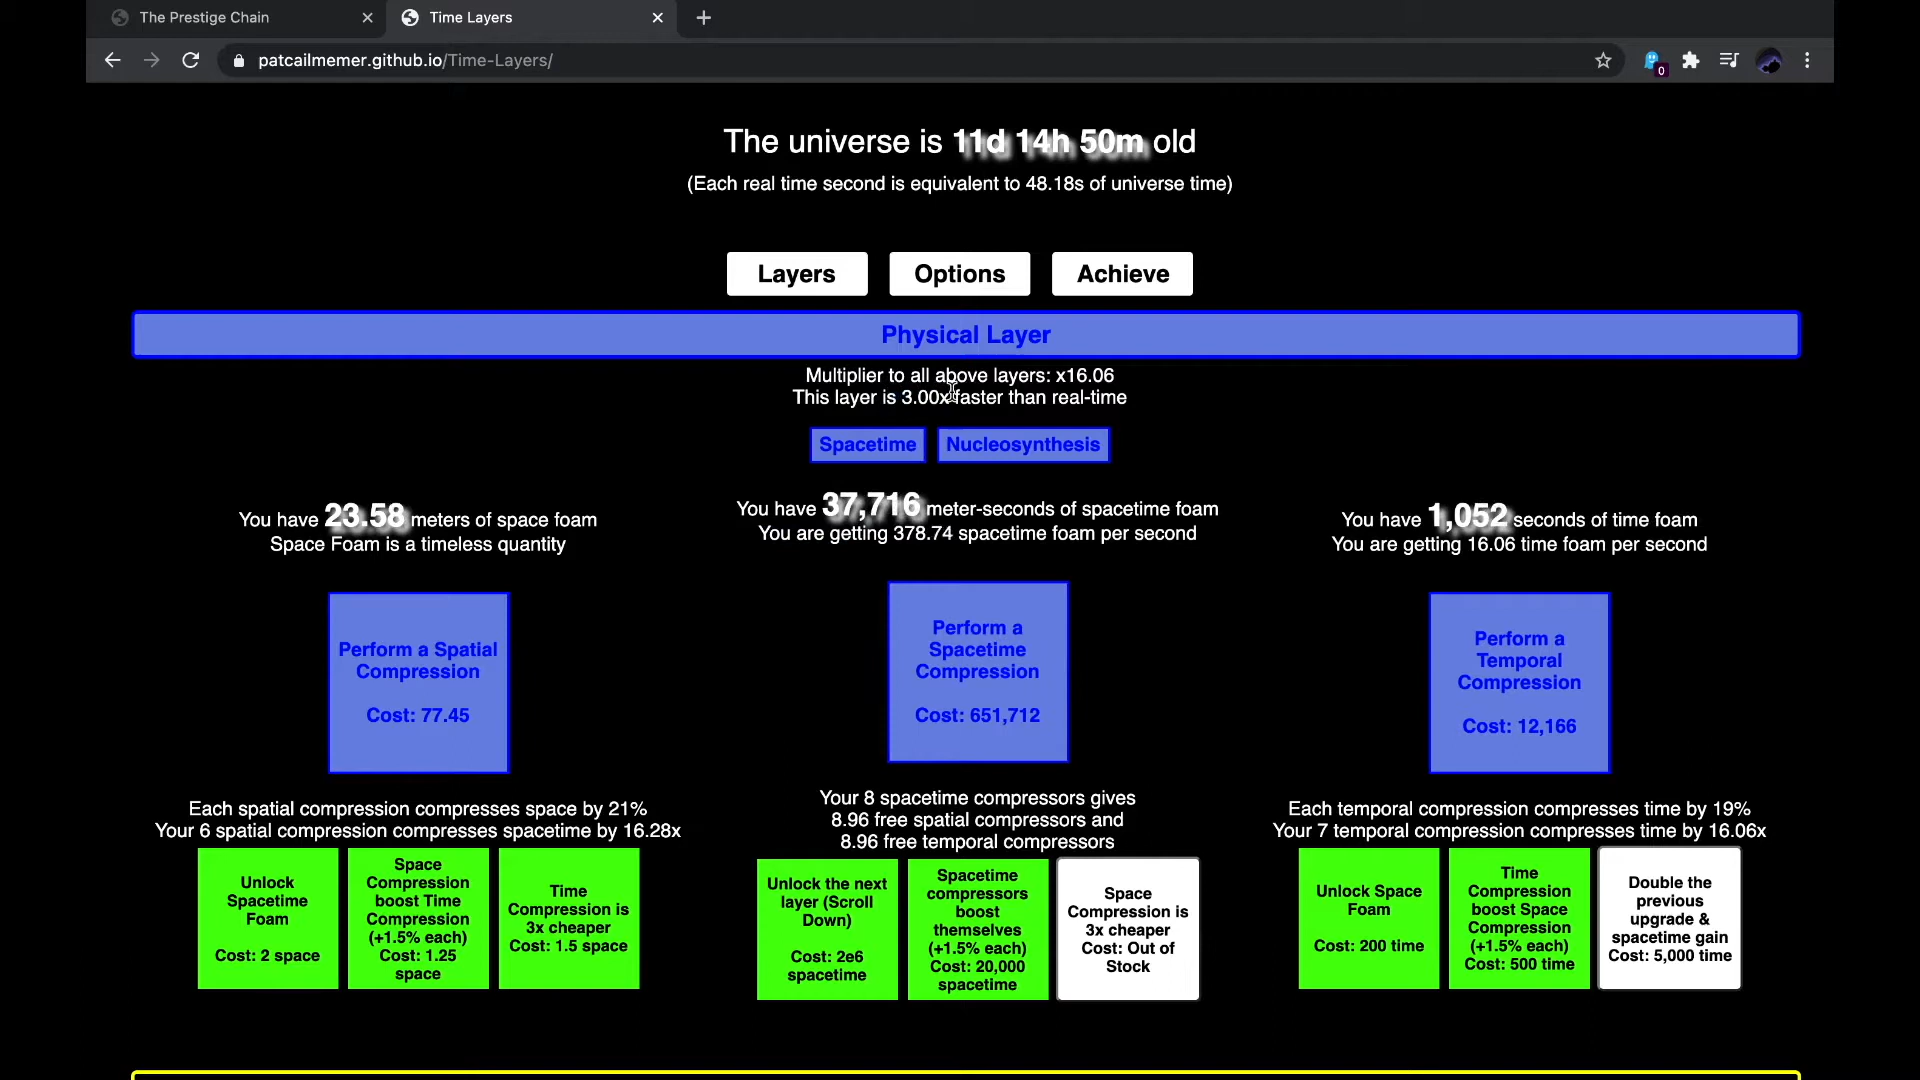 The Prestige Chain
Time Layers
patcailmemer.github.io/Time-Layers/
0
The universe is 11d 14h 50m old
(Each real time second is equivalent to 48.18s of universe time)
Layers
Options
Achieve
Physical Layer
Multiplier to all above layers: x16.06
This layer is 3.00x faster than real-time
Spacetime
Nucleosynthesis
You have 23.58 meters of space foam
Space Foam is a timeless quantity
Perform a Spatial
Compression
Cost: 77.45
Each spatial compression compresses space by 21%
Your 6 spatial compression compresses spacetime by 16.28x
Unlock
Spacetime
Foam
Cost: 2 space
Space
Compression
boost Time
Compression
(+1.5% each)
Cost: 1.25
space
Time
Compression is
3x cheaper
Cost: 1.5 space
You have 37,716 meter-seconds of spacetime foam
You are getting 378.74 spacetime foam per second
Perform a
Spacetime
Compression
Cost: 651,712
Your 8 spacetime compressors gives
8.96 free spatial compressors and
8.96 free temporal compressors
Unlock the next
layer (Scroll
Down)
Cost: 2e6
spacetime
Spacetime
compressors
boost
themselves
(+1.5% each)
Cost: 20,000
spacetime
Space
Compression is
3x cheaper
Cost: Out of
Stock
You have 1,052 seconds of time foam
You are getting 16.06 time foam per second
Perform a
Temporal
Compression
Cost: 12,166
Each temporal compression compresses time by 19%
Your 7 temporal compression compresses time by 16.06x
Unlock Space
Foam
Cost: 200 time
Time
Compression
boost Space
Compression
(+1.5% each)
Cost: 500 time
Double the
previous
upgrade &
spacetime gain
Cost: 5,000 time